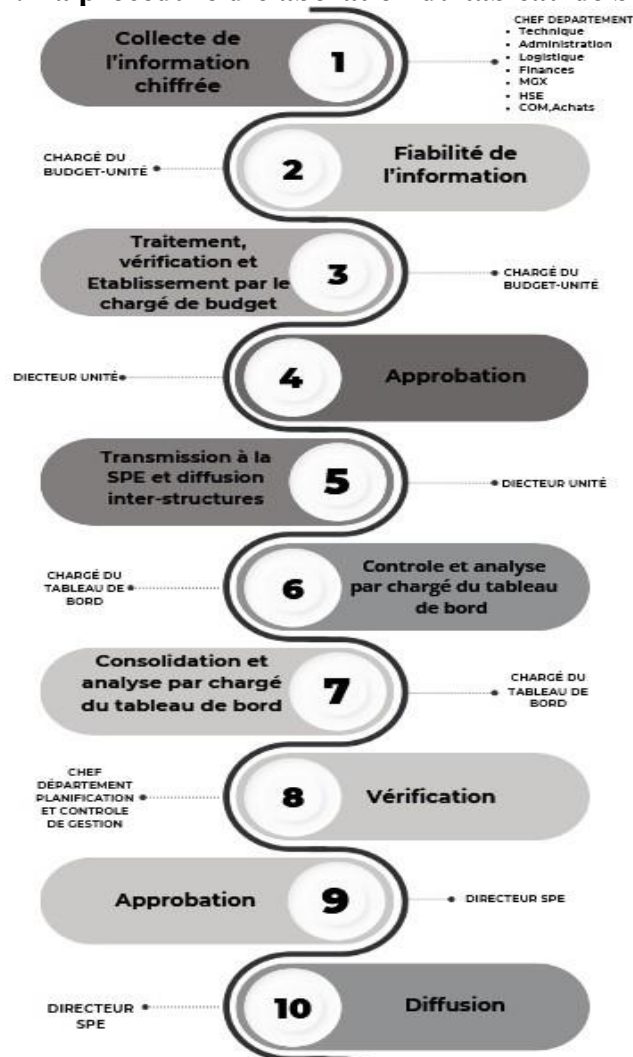 CHEF DEPARTEMENT
• Technique
• Administration
• Logistique
• Finances
• MGX
• HSE
• COM,Achats
Collecte de
l'information
chiffrée
1
CHARGÉ DU
BUDGET-UNITÉ
2
Fiabilité de
l'information
Traitement,
vérification et
Etablissement par le
chargé de budget
3
CHARGÉ DU
BUDGET-UNITÉ
DIECTEUR UNITÉ
4
Approbation
Transmission à la
SPE et diffusion
inter-structures
5
DIECTEUR UNITÉ
CHARGÉ DU
TABLEAU DE
BORD
6
Controle et analyse
par chargé du tableau
de bord
Consolidation et
analyse par chargé
du tableau de bord
7
CHARGÉ DU
TABLEAU DE
BORD
CHEF
DÉPARTEMENT
PLANIFICATION
ET CONTROLE
DE GESTION
8
Vérification
Approbation
9
DIRECTEUR SPE
DIRECTEUR
SPE
10
Diffusion